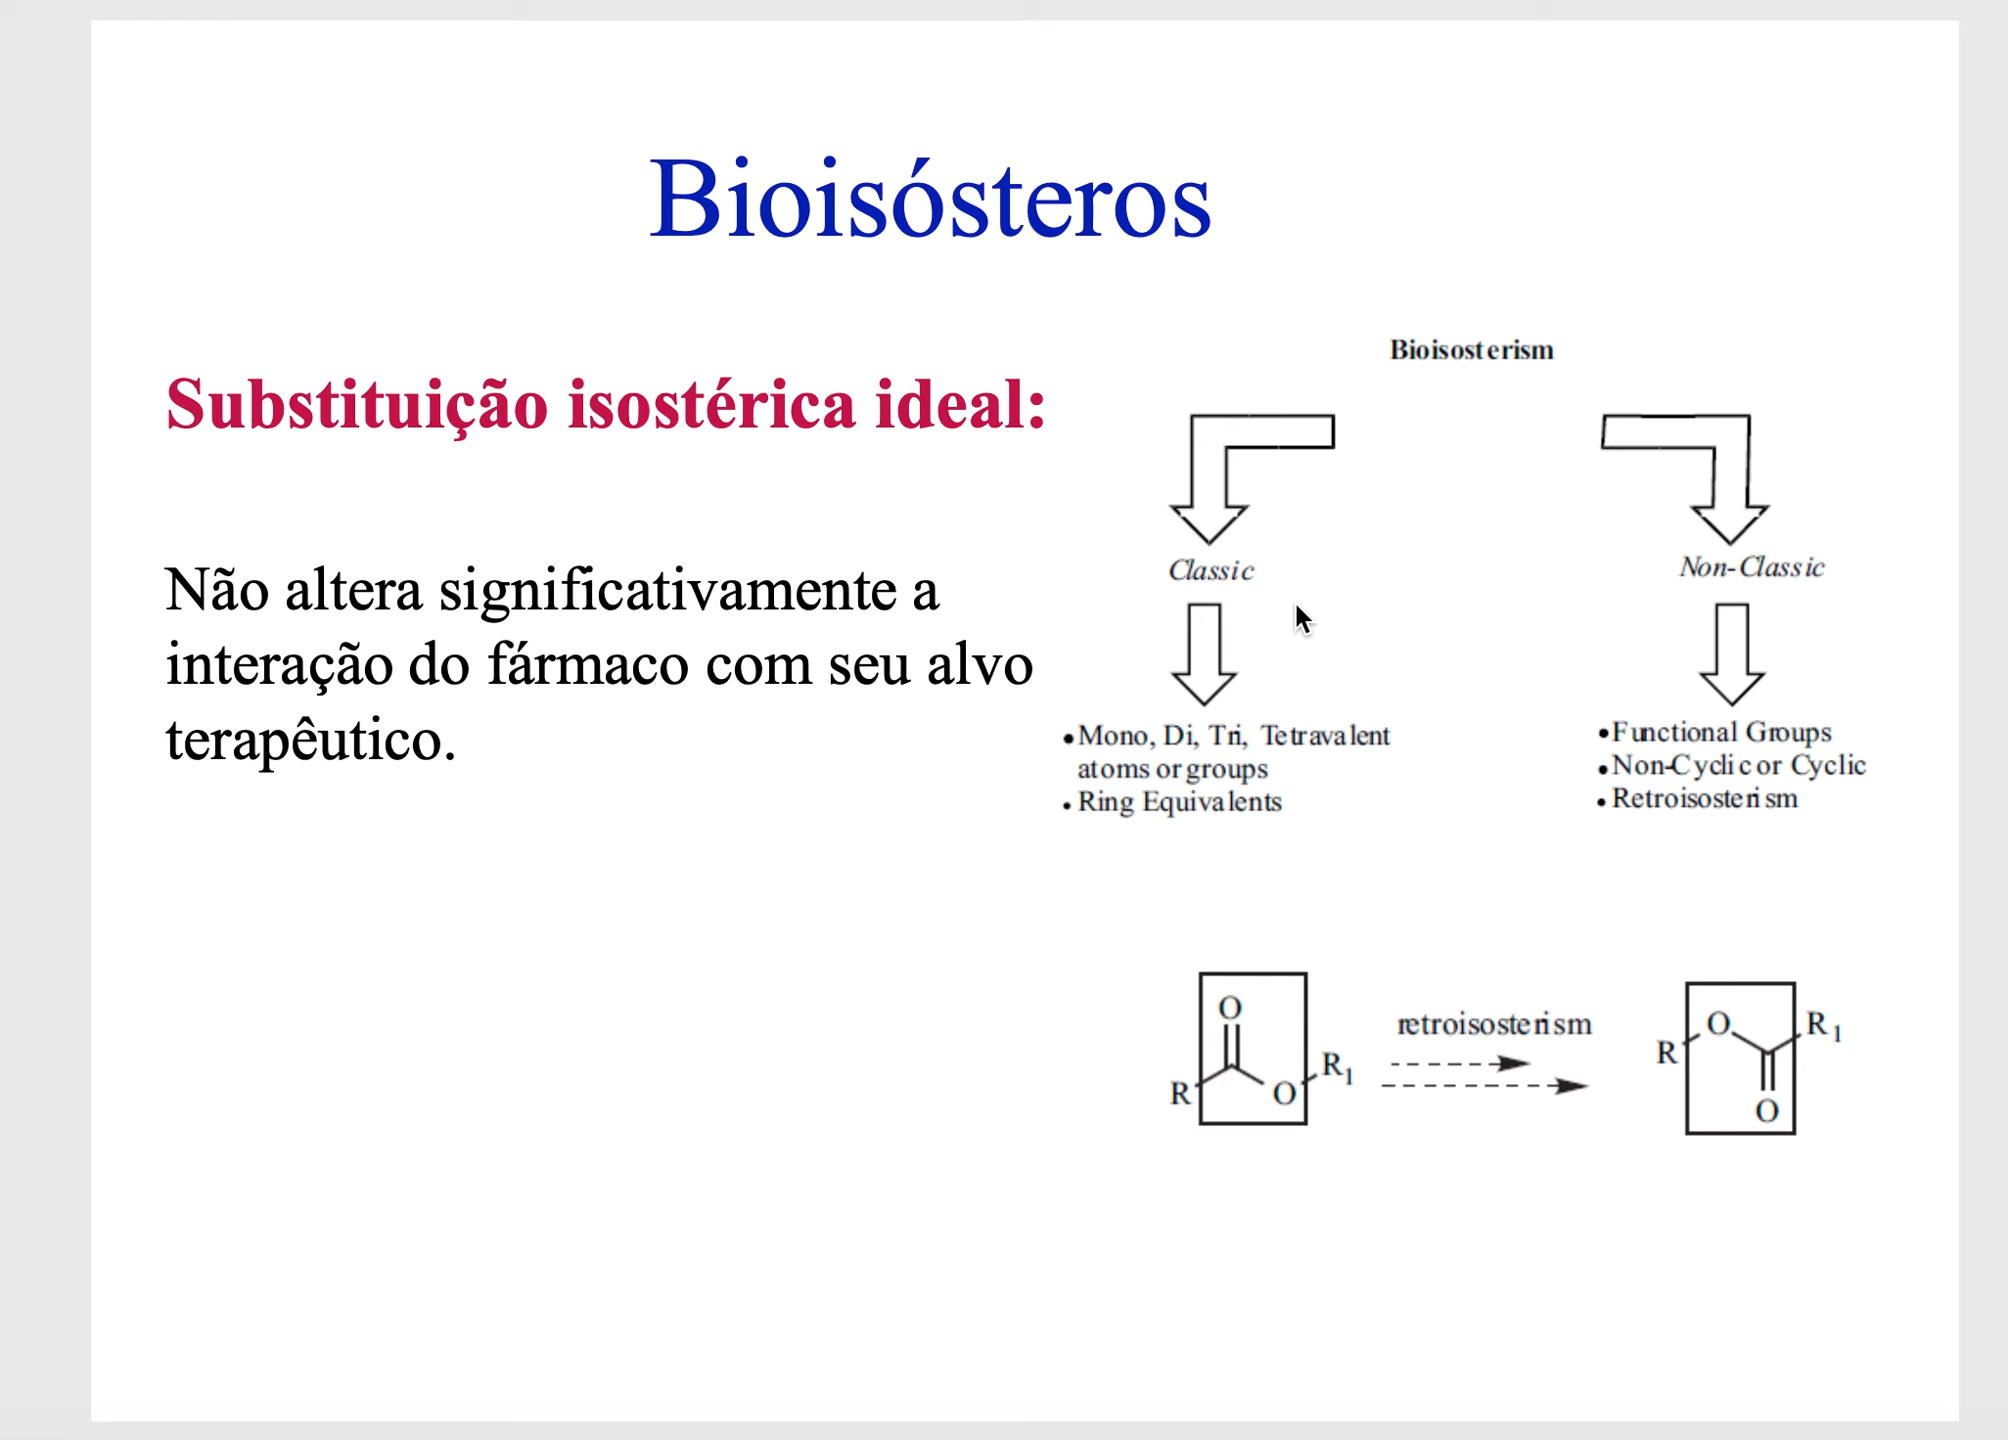 Bioisósteros
Substituição isostérica ideal:
Não altera significativamente a
interação do fármaco com seu alvo
terapêutico.
Bioisosterism
Classic
Non-Classic
•Mono, Di, Tri, Tetravalent
atoms or groups
• Ring Equivalents
•Functional Groups
•Non-Cyclic or Cyclic
• Retroisosterism
O
R
O
R1
retroisosterism
R
O
R1
O